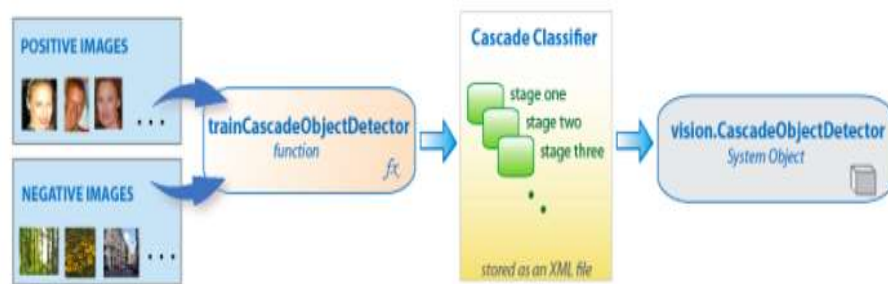 POSITIVE IMAGES
...
NEGATIVE IMAGES
...
trainCascadeObjectDetector
function
fx
Cascade Classifier
stage one
stage two
stage three
stored as an XML file
vision.CascadeObjectDetector
System Object